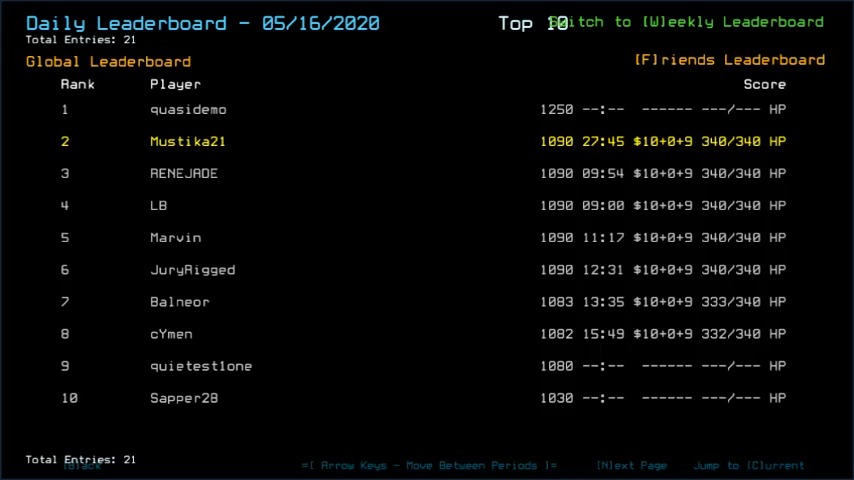 Daily Leaderboard - 05/16/2020 Top 10 Switch to [W]eekly Leaderboard
Total Entries: 21
Global Leaderboard [F]riends Leaderboard
Rank Player Score
1 quasidemo 1250 --:-- ------ ---/--- HP
2 Mustika21 1090 27:45 $10+0+9 340/340 HP
3 RENEJADE 1090 09:54 $10+0+9 340/340 HP
4 LB 1090 09:00 $10+0+9 340/340 HP
5 Marvin 1090 11:17 $10+0+9 340/340 HP
6 JuryRigged 1090 12:31 $10+0+9 340/340 HP
7 Balneor 1083 13:35 $10+0+9 333/340 HP
8 cYmen 1082 15:49 $10+0+9 332/340 HP
9 quietest1one 1080 --:-- ------ ---/--- HP
10 Sapper28 1030 --:-- ------ ---/--- HP
Total Entries: 21
[B]ack =[ Arrow Keys - Move Between Periods ]= [N]ext Page Jump to [C]urrent